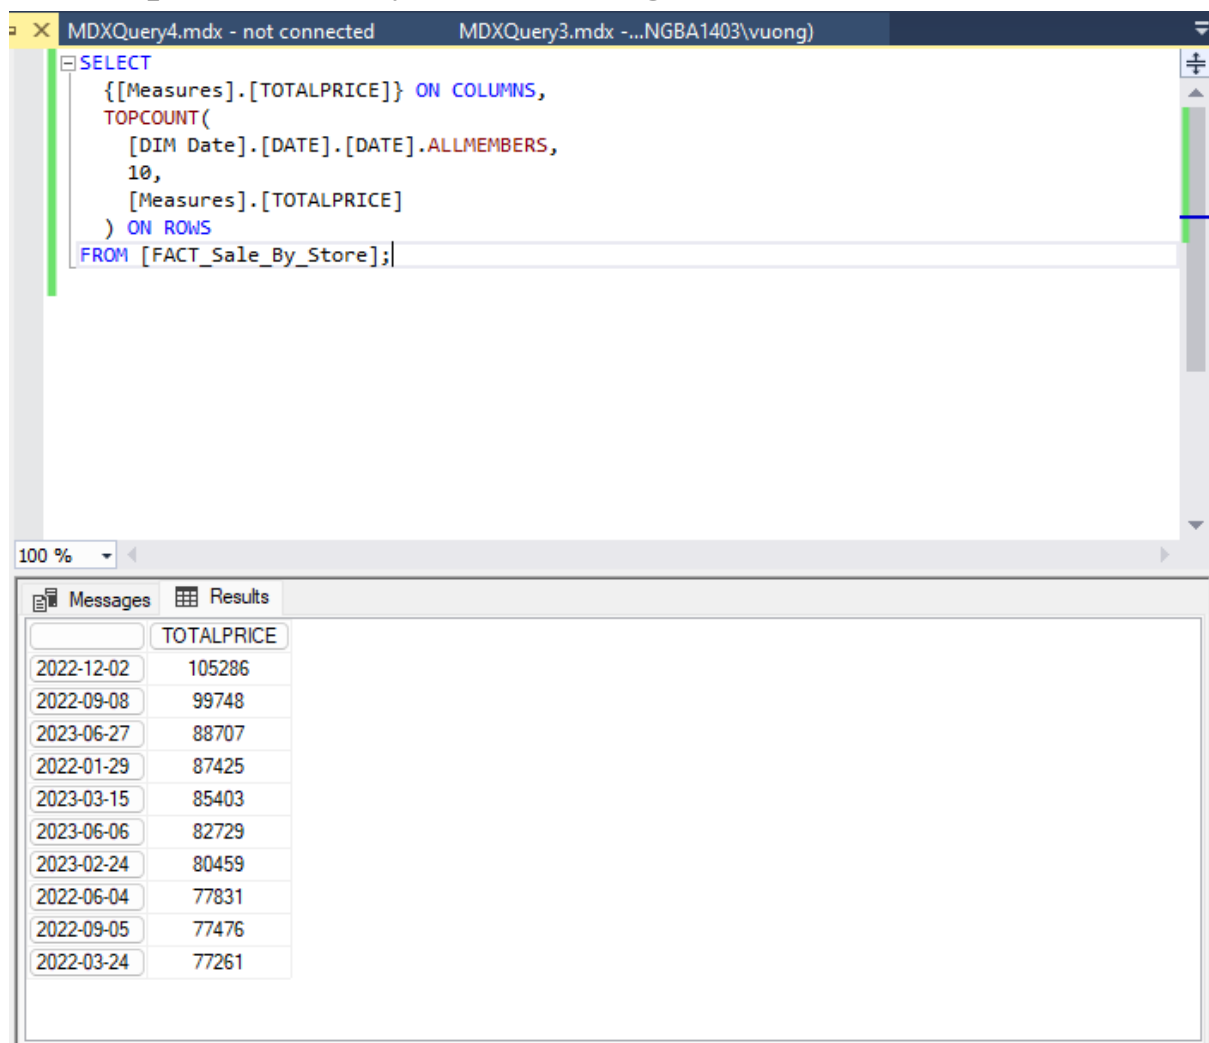 MDXQuery4.mdx - not connected MDXQuery3.mdx -...NGBA1403\vuong)
SELECT
{[Measures].[TOTALPRICE]} ON COLUMNS,
TOPCOUNT(
[DIM Date].[DATE].[DATE].ALLMEMBERS,
10,
[Measures].[TOTALPRICE]
) ON ROWS
FROM [FACT_Sale_By_Store];
100 %
Messages Results
TOTALPRICE
2022-12-02 105286
2022-09-08 99748
2023-06-27 88707
2022-01-29 87425
2023-03-15 85403
2023-06-06 82729
2023-02-24 80459
2022-06-04 77831
2022-09-05 77476
2022-03-24 77261